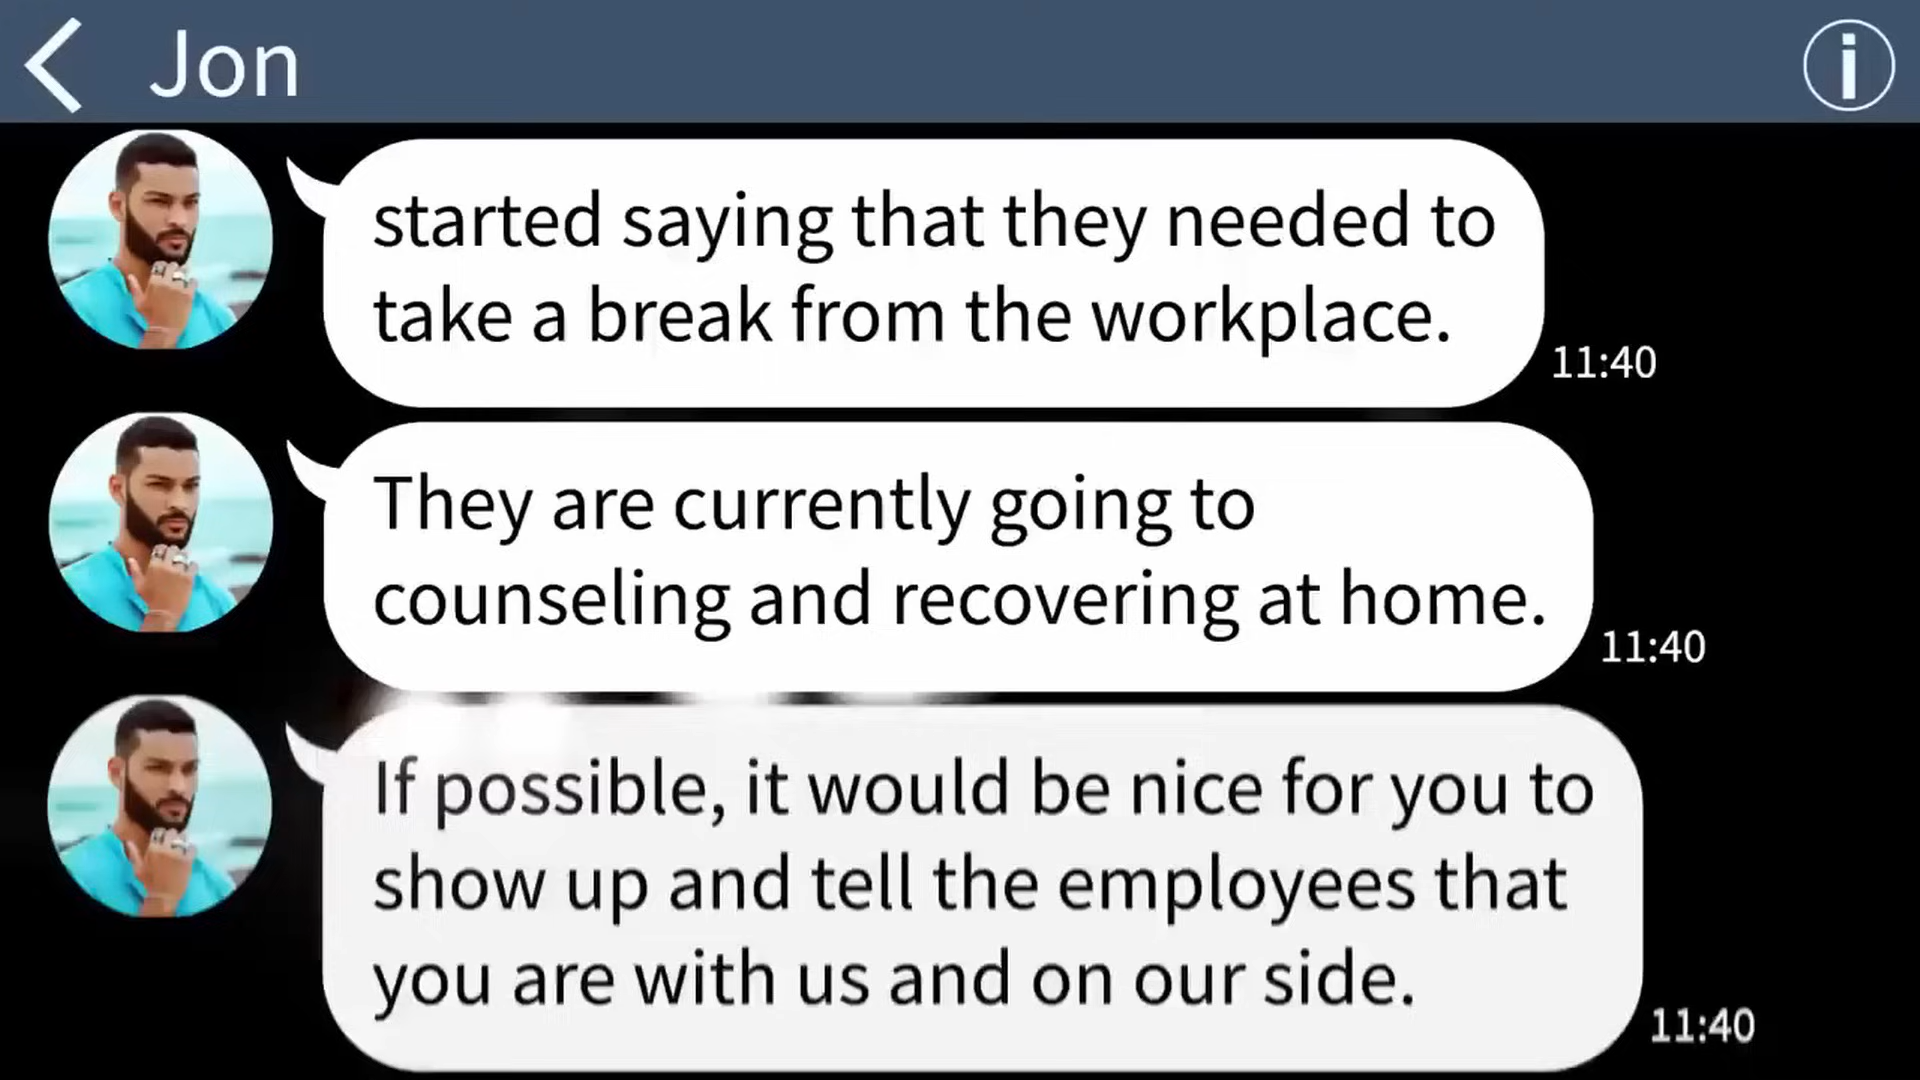 Jon
started saying that they needed to
take a break from the workplace.
11:40
They are currently going to
counseling and recovering at home.
11:40
If possible, it would be nice for you to
show up and tell the employees that
you are with us and on our side.
11:40